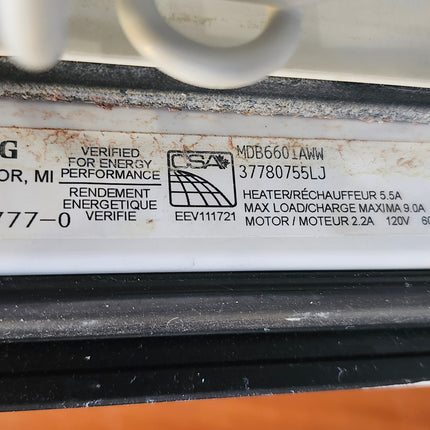 G
OR, MI
777-0
VERIFIED
FOR ENERGY
PERFORMANCE
RENDEMENT
ENERGETIQUE
VERIFIE
CSA
EEV111721
MDB6601AWW
37780755LJ
HEATER/RÉCHAUFFEUR 5.5A
MAX LOAD/CHARGE MAXIMA 9.0A
MOTOR / MOTEUR 2.2A 120V 60